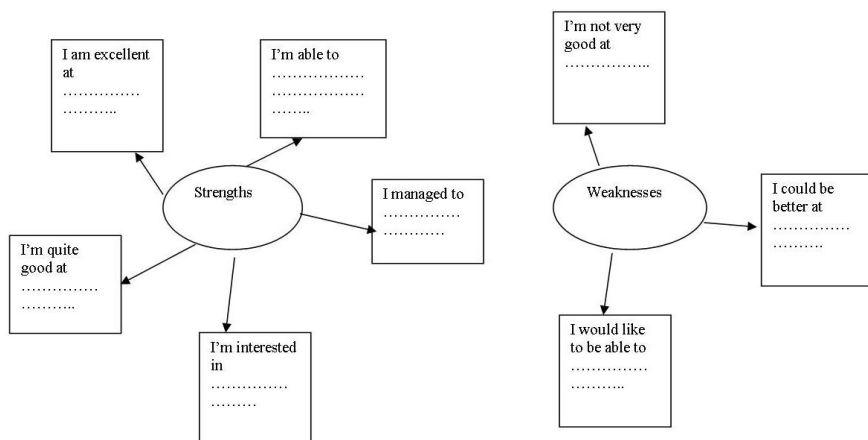 I am excellent
at
……………
………..
I'm able to
………………
………………
……..
Strengths
I managed to
……………
…………
I'm quite
good at
……………
………..
I'm interested
in
……………
………
I'm not very
good at
……………..
Weaknesses
I could be
better at
……………
……….
I would like
to be able to
……………
………..